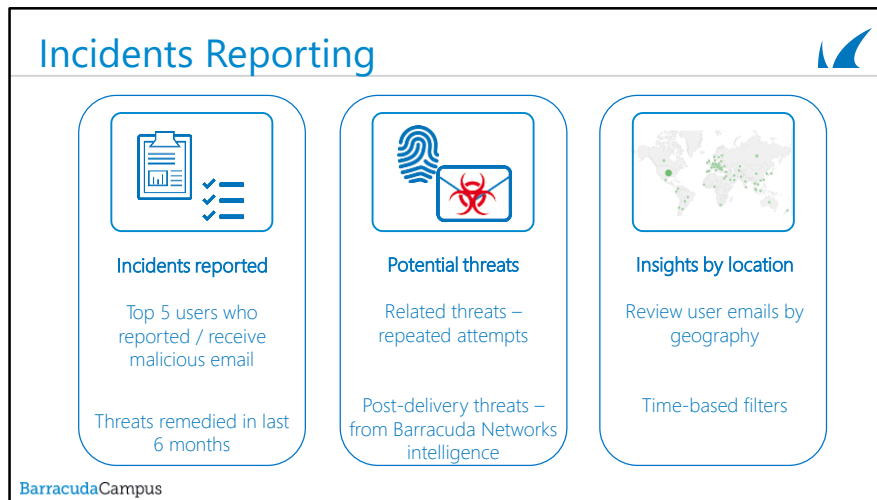 Incidents Reporting
Incidents reported
Top 5 users who
reported / receive
malicious email
Threats remedied in last
6 months
Potential threats
Related threats –
repeated attempts
Post-delivery threats –
from Barracuda Networks
intelligence
Insights by location
Review user emails by
geography
Time-based filters
BarracudaCampus